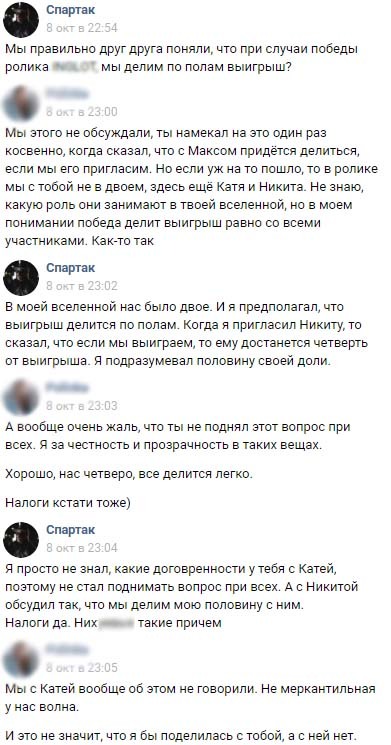 Спартак
8 окт в 22:54
Мы правильно друг друга поняли, что при случаи победы
ролика мы делим по полам выигрыш?
8 окт в 23:00
Мы этого не обсуждали, ты намекал на это один раз
косвенно, когда сказал, что с Максом придётся делиться,
если мы его пригласим. Но если уж на то пошло, то в ролике
мы с тобой не в двоем, здесь ещё Катя и Никита. Не знаю,
какую роль они занимают в твоей вселенной, но в моем
понимании победа делит выигрыш равно со всеми
участниками. Как-то так
Спартак
8 окт в 23:02
В моей вселенной нас было двое. И я предполагал, что
выигрыш делится по полам. Когда я пригласил Никиту, то
сказал, что если мы выиграем, то ему достанется четверть
от выигрыша. Я подразумевал половину своей доли.
8 окт в 23:03
А вообще очень жаль, что ты не поднял этот вопрос при
всех. Я за честность и прозрачность в таких вещах.
Хорошо, нас четверо, все делится легко.
Налоги кстати тоже)
Спартак
8 окт в 23:04
Я просто не знал, какие договренности у тебя с Катей,
поэтому не стал поднимать вопрос при всех. А с Никитой
обсудил так, что мы делим мою половину с ним.
Налоги да. Них такие причем
8 окт в 23:05
Мы с Катей вообще об этом не говорили. Не меркантильная
у нас волна.
И это не значит, что я бы поделилась с тобой, а с ней нет.